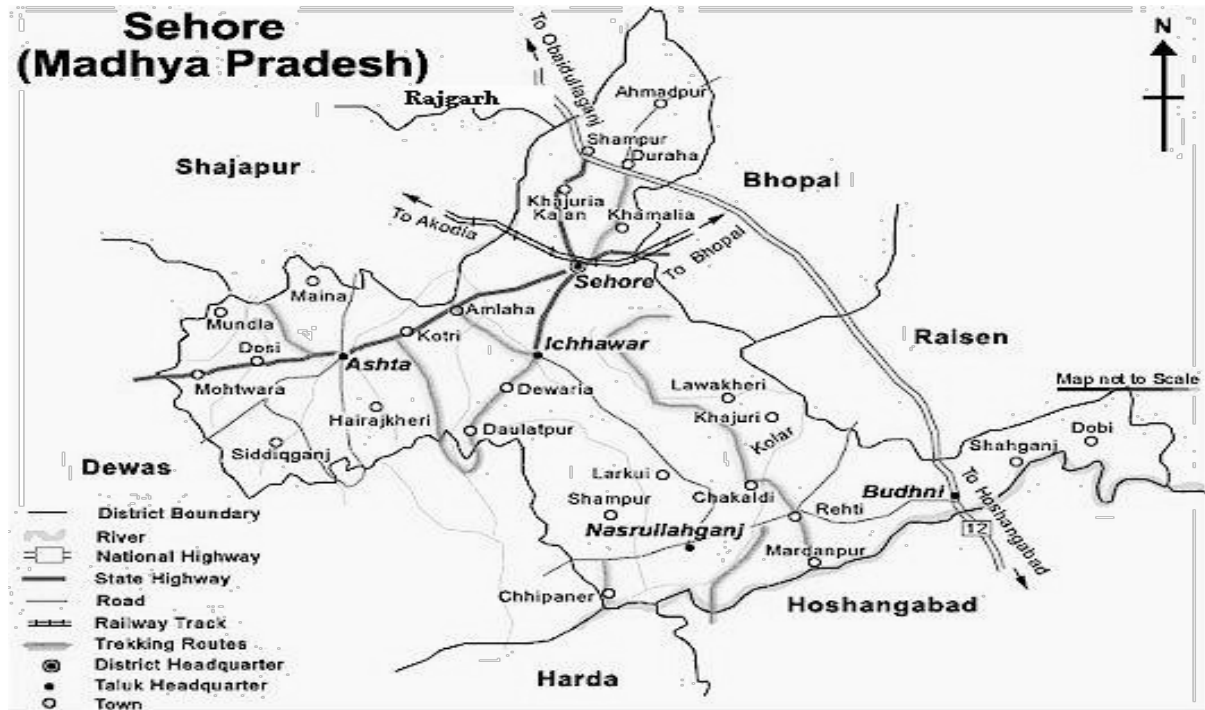 Sehore
(Madhya Pradesh)
N
To Obaidullaganj
Rajgarh
Ahmadpur
Shampur
Duraha
Shajapur
Bhopal
Khajuria
Kalan
Khamalia
To Akodia
To Bhopal
Sehore
Maina
Amlaha
Mundla
Kotri
Ichhawar
Raisen
Dosi
Ashta
Mohtwara
Dewaria
Lawakheri
Map not to Scale
Hairajkheri
Khajuri
Kolar
Daulatpur
Dobi
Siddiqganj
Shahganj
Dewas
Larkui
Chakaldi
Budhni
To Hoshangabad
Shampur
Rehti
Nasrullahganj
12
Mardanpur
Chhipaner
Hoshangabad
Harda
District Boundary
River
National Highway
State Highway
Road
Railway Track
Trekking Routes
District Headquarter
Taluk Headquarter
Town